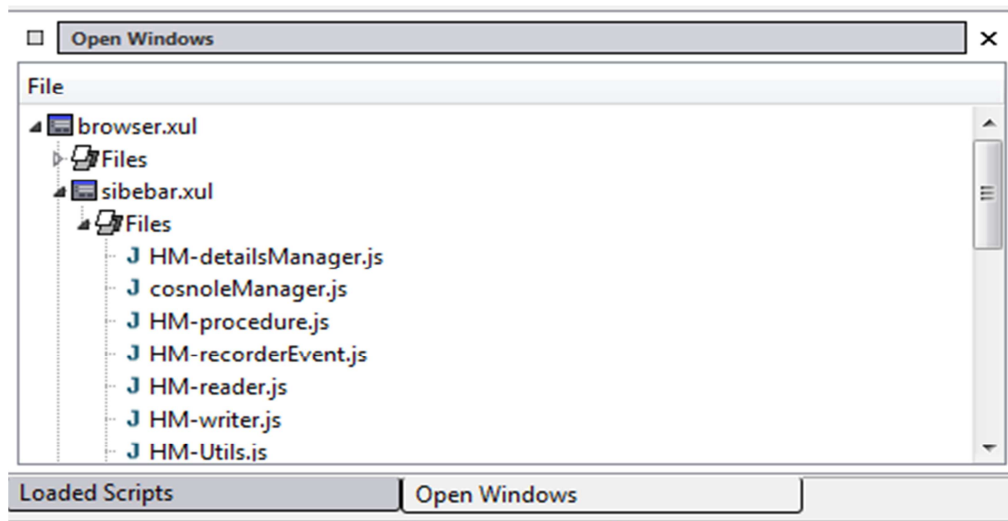 Open Windows
File
browser.xul
Files
sibebar.xul
Files
J HM-detailsManager.js
J cosnoleManager.js
J HM-procedure.js
J HM-recorderEvent.js
J HM-reader.js
J HM-writer.js
J HM-Utils.js
Loaded Scripts Open Windows